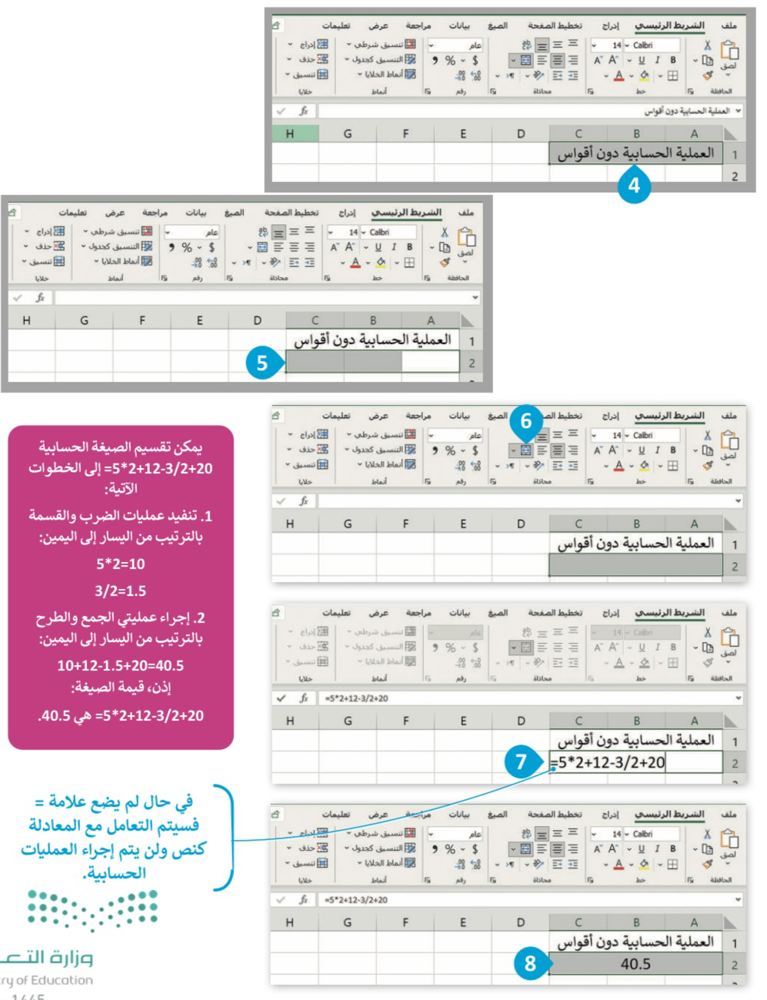 ملف الشريط الرئيسي إدراج تخطيط الصفحة الصيغ بيانات مراجعة عرض تعليمات
14 Calibri عام تنسيق شرطي إدراج
لصق B I U A A $ % , التنسيق كجدول حذف
A أنماط الخلايا تنسيق
الحافظة خط محاذاة رقم أنماط خلايا
العملية الحسابية دون أقواس fx
H G F E D C B A
العملية الحسابية دون أقواس 1
2
4
ملف الشريط الرئيسي إدراج تخطيط الصفحة الصيغ بيانات مراجعة عرض تعليمات
14 Calibri عام تنسيق شرطي إدراج
لصق B I U A A $ % , التنسيق كجدول حذف
A أنماط الخلايا تنسيق
الحافظة خط محاذاة رقم أنماط خلايا
fx
H G F E D C B A
العملية الحسابية دون أقواس 1
5 2
ملف الشريط الرئيسي إدراج الصيغ بيانات مراجعة عرض تعليمات
6
14 Calibri عام تنسيق شرطي إدراج
لصق B I U A A $ % , التنسيق كجدول حذف
A أنماط الخلايا تنسيق
الحافظة خط محاذاة رقم أنماط خلايا
fx
H G F E D C B A
العملية الحسابية دون أقواس 1
2
يمكن تقسيم الصيغة الحسابية
=5*2+12-3/2+20 إلى الخطوات
الآتية:
1. تنفيد عمليات الضرب والقسمة
بالترتيب من اليسار إلى اليمين:
5*2=10
3/2=1.5
2. إجراء عمليتي الجمع والطرح
بالترتيب من اليسار إلى اليمين:
10+12-1.5+20=40.5
إذن، قيمة الصيغة:
=5*2+12-3/2+20 هي 40.5.
ملف الشريط الرئيسي إدراج تخطيط الصفحة الصيغ بيانات مراجعة عرض تعليمات
14 Calibri عام تنسيق شرطي إدراج
لصق B I U A A $ % , التنسيق كجدول حذف
A أنماط الخلايا تنسيق
الحافظة خط محاذاة رقم أنماط خلايا
fx =5*2+12-3/2+20
H G F E D C B A
العملية الحسابية دون أقواس 1
7 =5*2+12-3/2+20 2
في حال لم يضع علامة =
فسيتم التعامل مع المعادلة
كنص ولن يتم إجراء العمليات
الحسابية.
ملف الشريط الرئيسي إدراج تخطيط الصفحة الصيغ بيانات مراجعة عرض تعليمات
14 Calibri عام تنسيق شرطي إدراج
لصق B I U A A $ % , التنسيق كجدول حذف
A أنماط الخلايا تنسيق
الحافظة خط محاذاة رقم أنماط خلايا
fx =5*2+12-3/2+20
H G F E D C B A
العملية الحسابية دون أقواس 1
8 40.5 2
وزارة
of Education